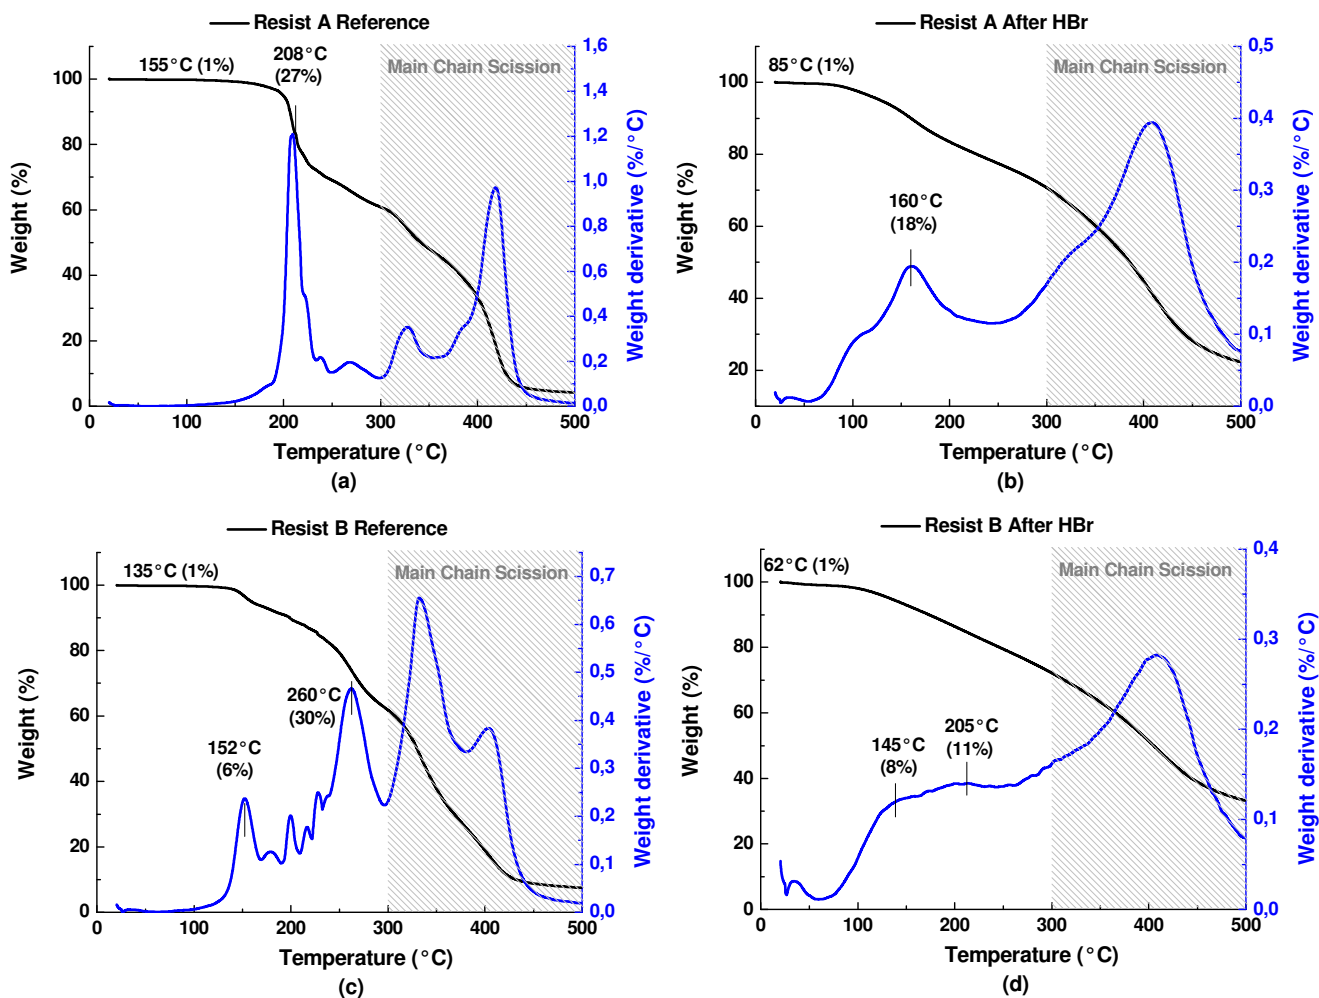 Resist A Reference
155°C (1%)
208°C
(27%)
Main Chain Scission
Weight (%)
100
80
60
40
20
0
1,6
1,4
1,2
1,0
0,8
0,6
0,4
0,2
0,0
Weight derivative (%/°C)
0 100 200 300 400 500
Temperature (°C)
(a)
Resist A After HBr
85°C (1%)
Main Chain Scission
160°C
(18%)
Weight (%)
100
80
60
40
20
0,5
0,4
0,3
0,2
0,1
0,0
Weight derivative (%/°C)
0 100 200 300 400 500
Temperature (°C)
(b)
Resist B Reference
135°C (1%)
Main Chain Scission
260°C
(30%)
152°C
(6%)
Weight (%)
100
80
60
40
20
0
0,7
0,6
0,5
0,4
0,3
0,2
0,1
0,0
Weight derivative (%/°C)
0 100 200 300 400 500
Temperature (°C)
(c)
Resist B After HBr
62°C (1%)
Main Chain Scission
205°C
(11%)
145°C
(8%)
Weight (%)
100
80
60
40
20
0
0,4
0,3
0,2
0,1
0,0
Weight derivative (%/°C)
0 100 200 300 400 500
Temperature (°C)
(d)